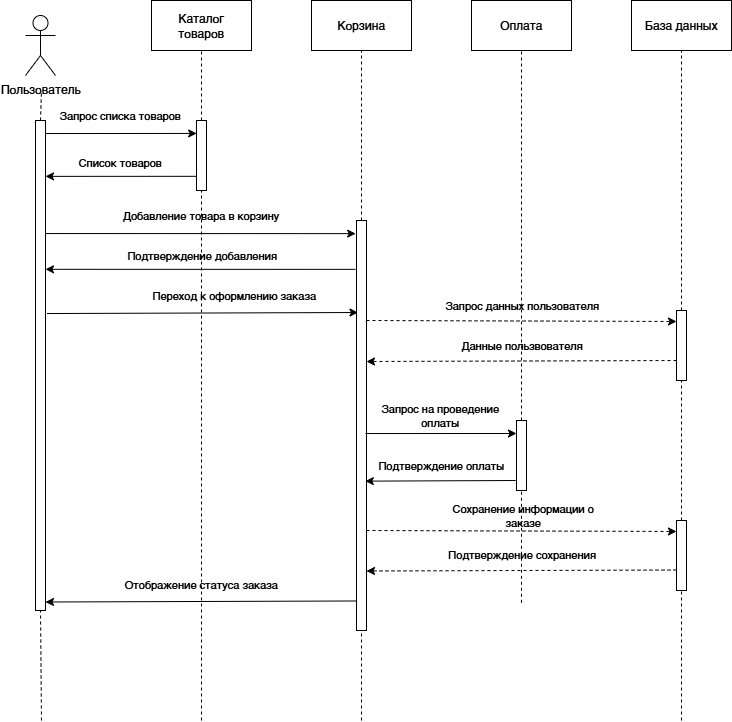 Каталог
товаров
Корзина
Оплата
База данных
Пользователь
Запрос списка товаров
Список товаров
Добавление товара в корзину
Подтверждение добавления
Переход к оформлению заказа
Запрос данных пользователя
Данные пользвователя
Запрос на проведение
оплаты
Подтверждение оплаты
Сохранение информации о
заказе
Подтверждение сохранения
Отображение статуса заказа